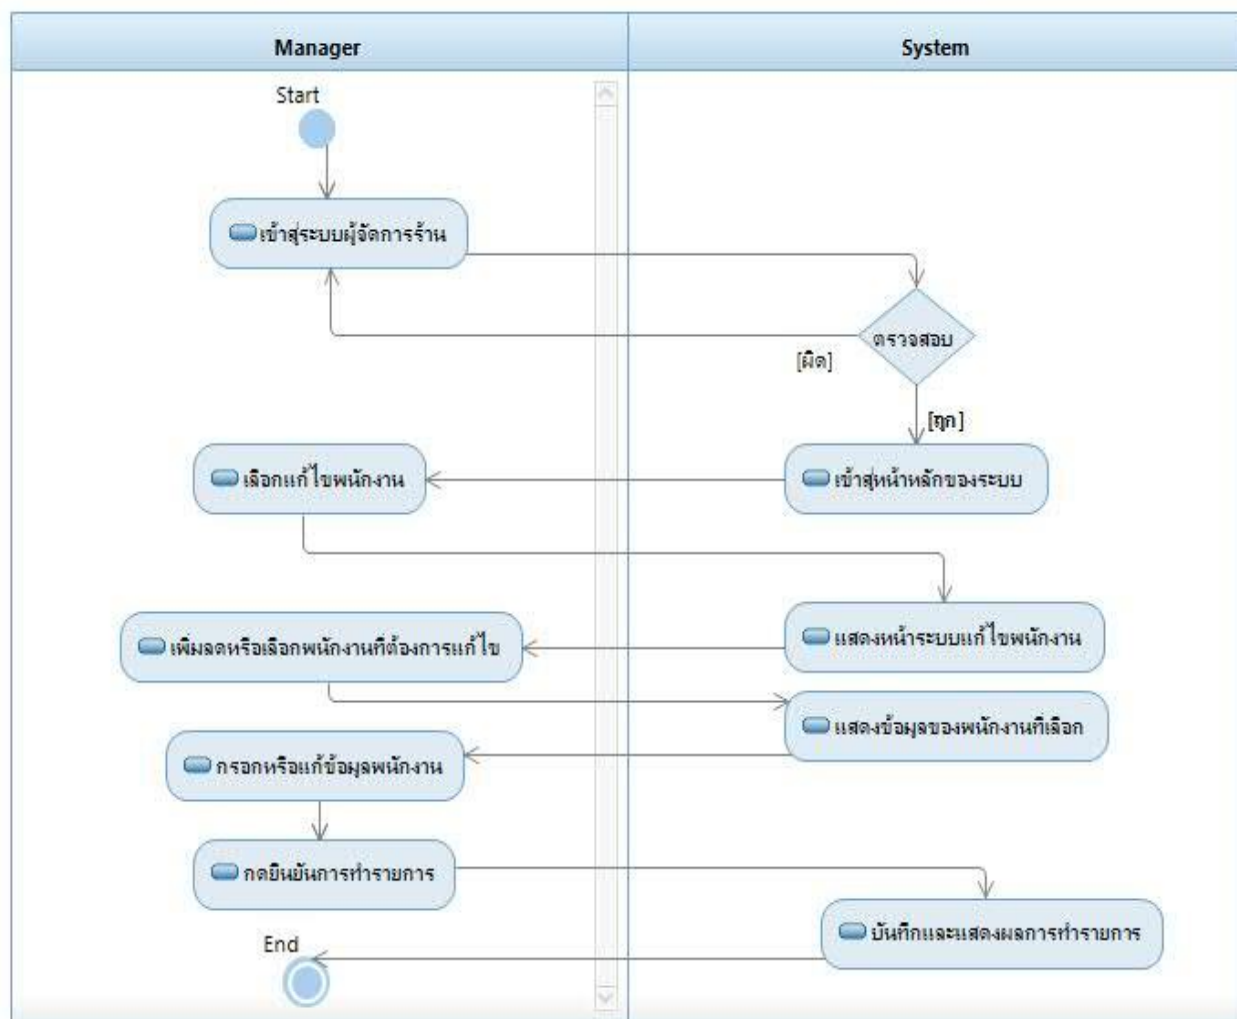 Manager
System
Start
เข้าสู่ระบบผู้จัดการร้าน
ตรวจสอบ
[ผิด]
[ถูก]
เลือกแก้ไขพนักงาน
เข้าสู่หน้าหลักของระบบ
เพิ่มลดหรือเลือกพนักงานที่ต้องการแก้ไข
แสดงหน้าระบบแก้ไขพนักงาน
แสดงข้อมูลของพนักงานที่เลือก
กรอกหรือแก้ข้อมูลพนักงาน
กดยืนยันการทำรายการ
บันทึกและแสดงผลการทำรายการ
End